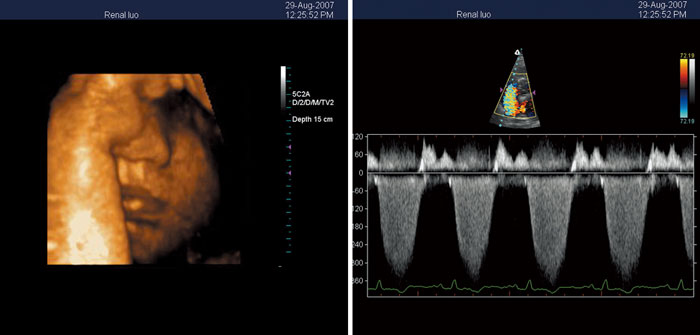 29-Aug-2007
Renal luo
12:25:52 PM
5C2A
D/2/D/M/TV2
Depth 15 cm
29-Aug-2007
Renal luo
12:25:52 PM
72.19
72.19
120
60
0
-60
-120
-180
-240
300
360